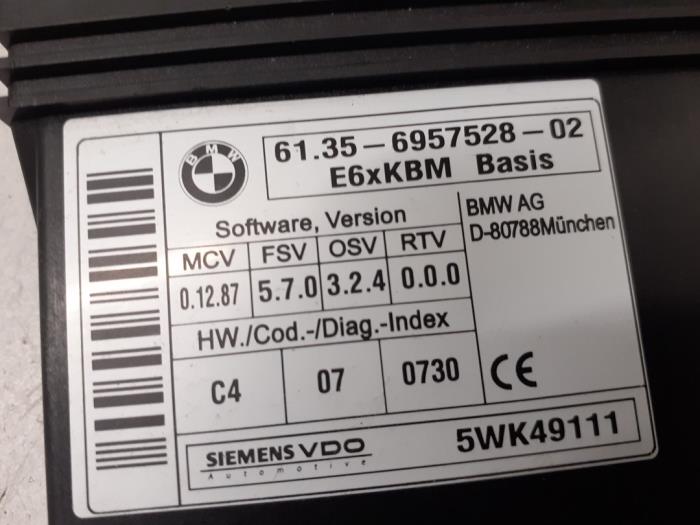 BMW
61.35-6957528-02
E6xKBM Basis
Software, Version
MCV FSV OSV RTV
0.12.87 5.7.0 3.2.4 0.0.0
HW./Cod.-/Diag.-Index
C4 07 0730
BMW AG
D-80788München
CE
SIEMENS VDO
Automotive
5WK49111